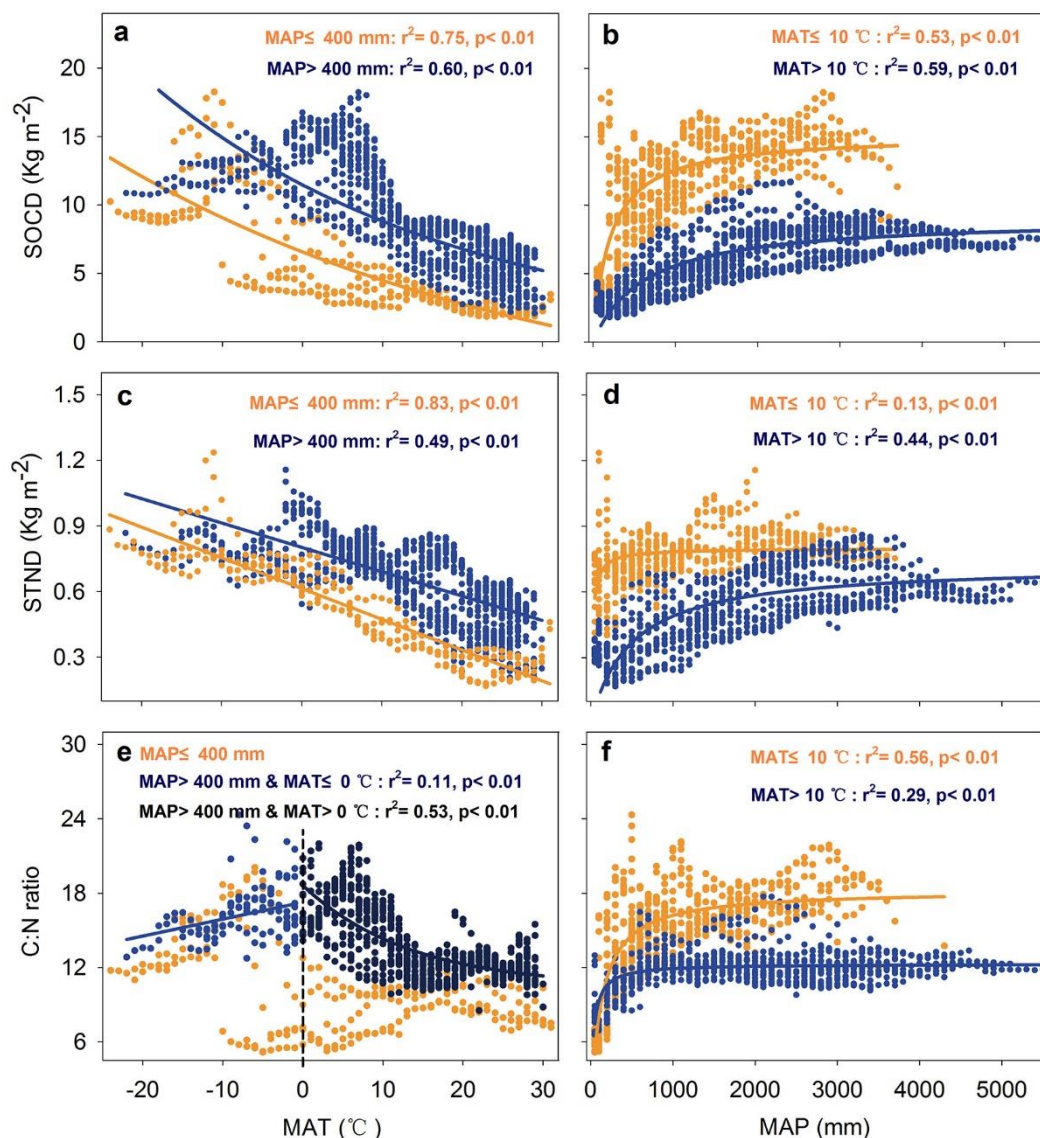 a
MAP≤ 400 mm: r²= 0.75, p< 0.01
MAP> 400 mm: r²= 0.60, p< 0.01
20
15
10
5
0
SOCD (Kg m⁻²)
b
MAT≤ 10 ℃ : r²= 0.53, p< 0.01
MAT> 10 ℃ : r²= 0.59, p< 0.01
c
MAP≤ 400 mm: r²= 0.83, p< 0.01
MAP> 400 mm: r²= 0.49, p< 0.01
1.5
1.2
0.9
0.6
0.3
STND (Kg m⁻²)
d
MAT≤ 10 ℃ : r²= 0.13, p< 0.01
MAT> 10 ℃ : r²= 0.44, p< 0.01
e
MAP≤ 400 mm
MAP> 400 mm & MAT≤ 0 ℃ : r²= 0.11, p< 0.01
MAP> 400 mm & MAT> 0 ℃ : r²= 0.53, p< 0.01
30
24
18
12
6
C:N ratio
-20 -10 0 10 20 30
MAT (℃)
f
MAT≤ 10 ℃ : r²= 0.56, p< 0.01
MAT> 10 ℃ : r²= 0.29, p< 0.01
0 1000 2000 3000 4000 5000
MAP (mm)